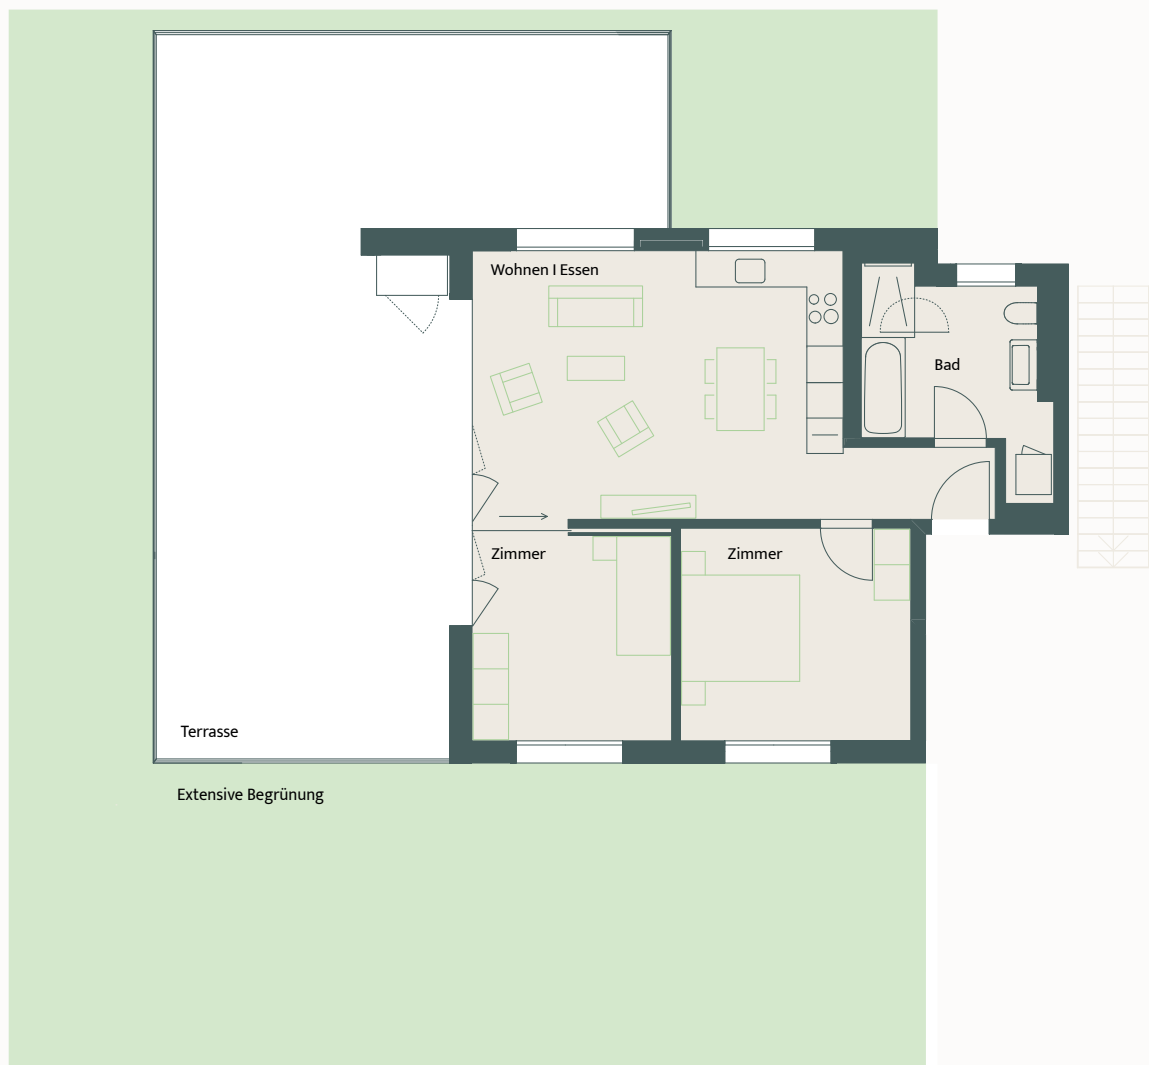 Wohnen I Essen
Bad
Zimmer
Zimmer
Terrasse
Extensive Begrünung